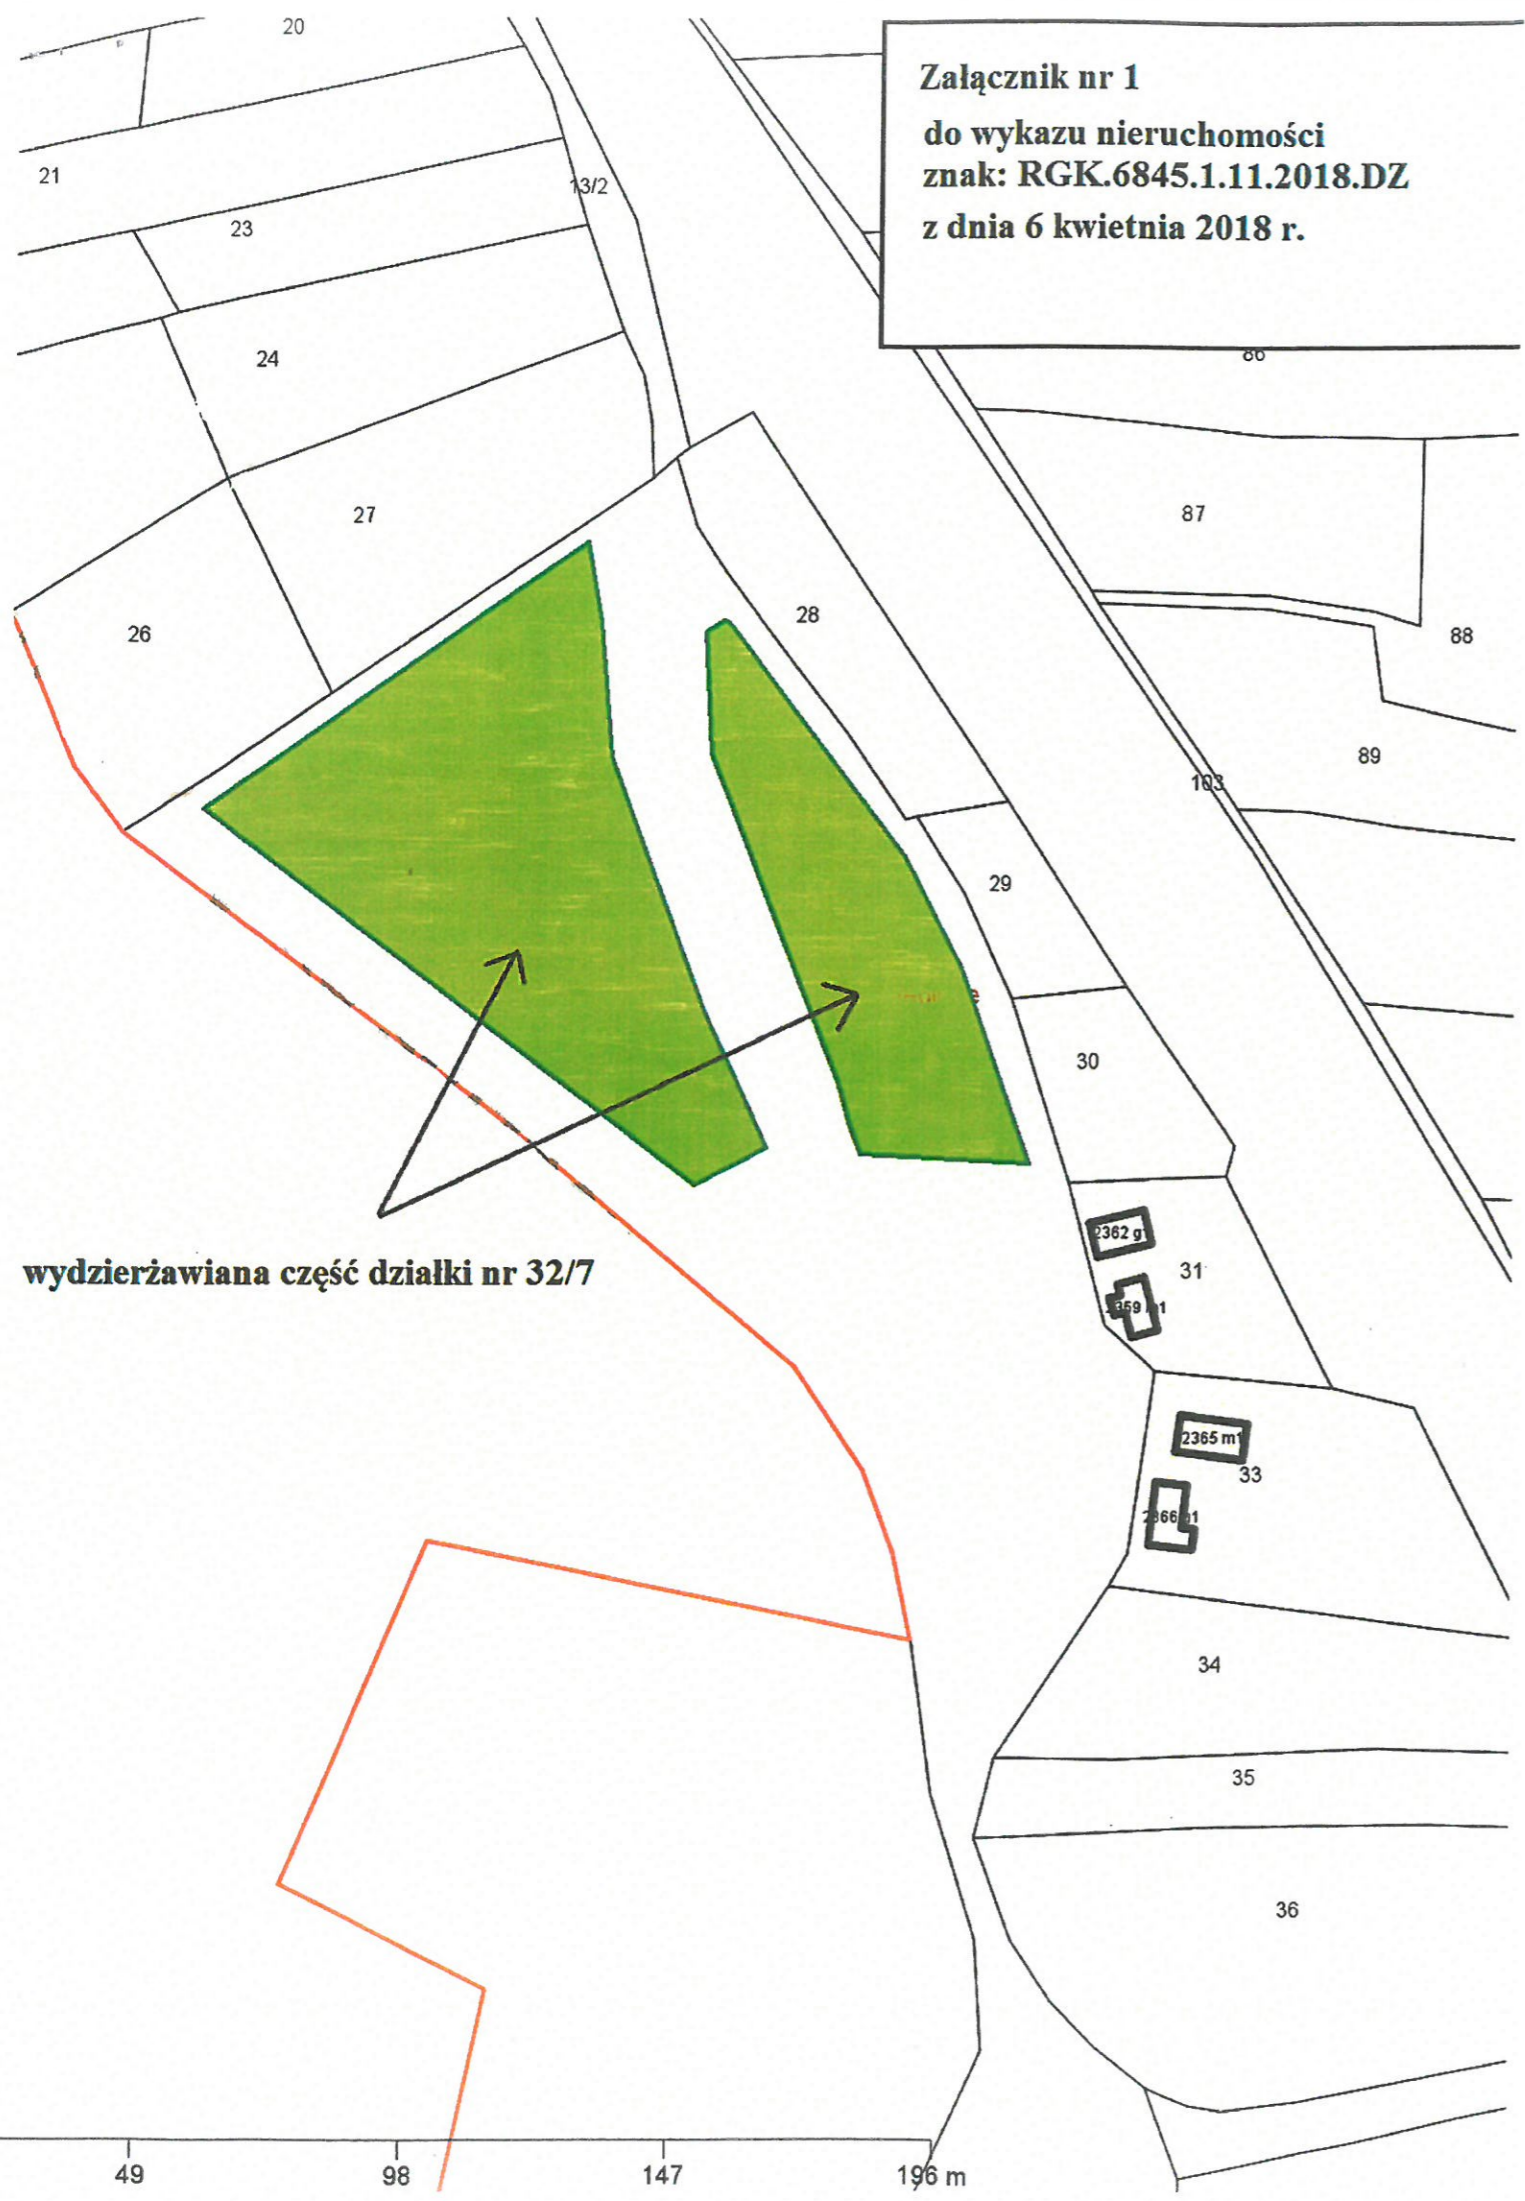 20
Załącznik nr 1
do wykazu nieruchomości
znak: RGK.6845.1.11.2018.DZ
z dnia 6 kwietnia 2018 r.
21
13/2
23
24
86
27
87
26
28
88
89
103
29
30
2362 g1
wydzierżawiana część działki nr 32/7
31
2365 m1
33
34
35
36
49
98
147
196 m